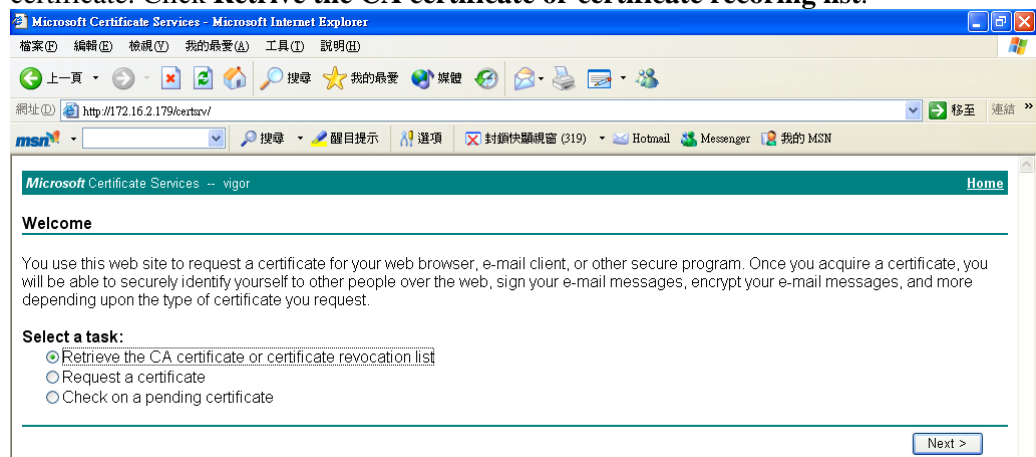 certificate. Click Retrive the CA certificate or certificate recoring list.
Microsoft Certificate Services - Microsoft Internet Explorer
檔案(F) 編輯(E) 檢視(V) 我的最愛(A) 工具(T) 說明(H)
上一頁 搜尋 我的最愛 媒體
網址(D) http://172.16.2.179/certsrv/ 移至 連結 »
msn 搜尋 醒目提示 選項 封鎖快顯視窗 (319) Hotmail Messenger 我的 MSN
Microsoft Certificate Services -- vigor Home
Welcome
You use this web site to request a certificate for your web browser, e-mail client, or other secure program. Once you acquire a certificate, you
will be able to securely identify yourself to other people over the web, sign your e-mail messages, encrypt your e-mail messages, and more
depending upon the type of certificate you request.
Select a task:
Retrieve the CA certificate or certificate revocation list
Request a certificate
Check on a pending certificate
Next >